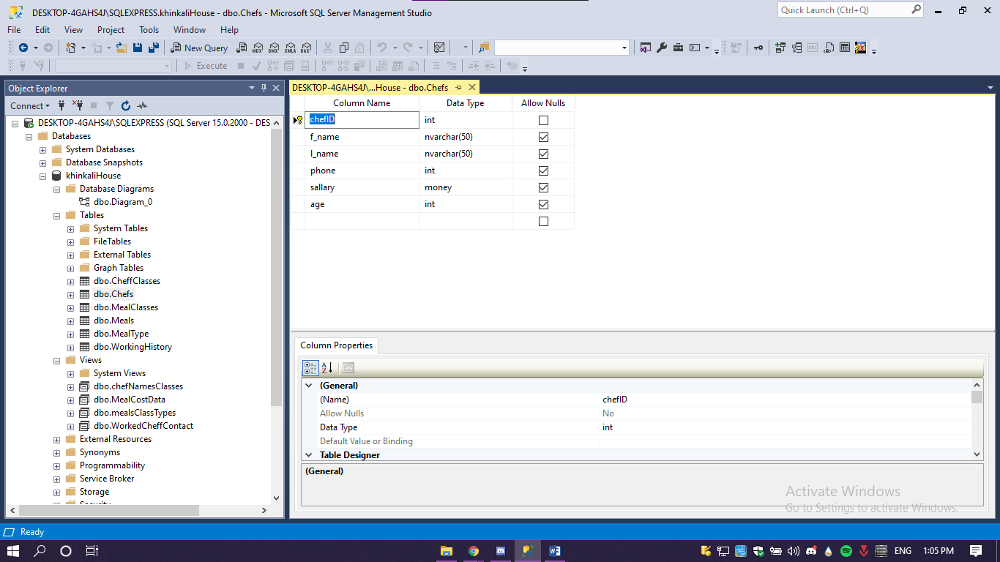 DESKTOP-4GAHS4J\SQLEXPRESS.khinkaliHouse - dbo.Chefs - Microsoft SQL Server Management Studio
Quick Launch (Ctrl+Q)
File Edit View Project Tools Window Help
New Query MDX DMX XMLA DAX
Execute
Object Explorer
Connect
DESKTOP-4GAHS4J\SQLEXPRESS (SQL Server 15.0.2000 - DES
Databases
System Databases
Database Snapshots
khinkaliHouse
Database Diagrams
dbo.Diagram_0
Tables
System Tables
FileTables
External Tables
Graph Tables
dbo.CheffClasses
dbo.Chefs
dbo.MealClasses
dbo.Meals
dbo.MealType
dbo.WorkingHistory
Views
System Views
dbo.chefNamesClasses
dbo.MealCostData
dbo.mealsClassTypes
dbo.WorkedCheffContact
External Resources
Synonyms
Programmability
Service Broker
Storage
Security
DESKTOP-4GAHS4J\...House - dbo.Chefs
Column Name Data Type Allow Nulls
chefID int
f_name nvarchar(50)
l_name nvarchar(50)
phone int
sallary money
age int
Column Properties
A Z
(General)
(Name) chefID
Allow Nulls No
Data Type int
Default Value or Binding
Table Designer
(General)
Activate Windows
Go to Settings to activate Windows.
Ready
ENG 1:05 PM